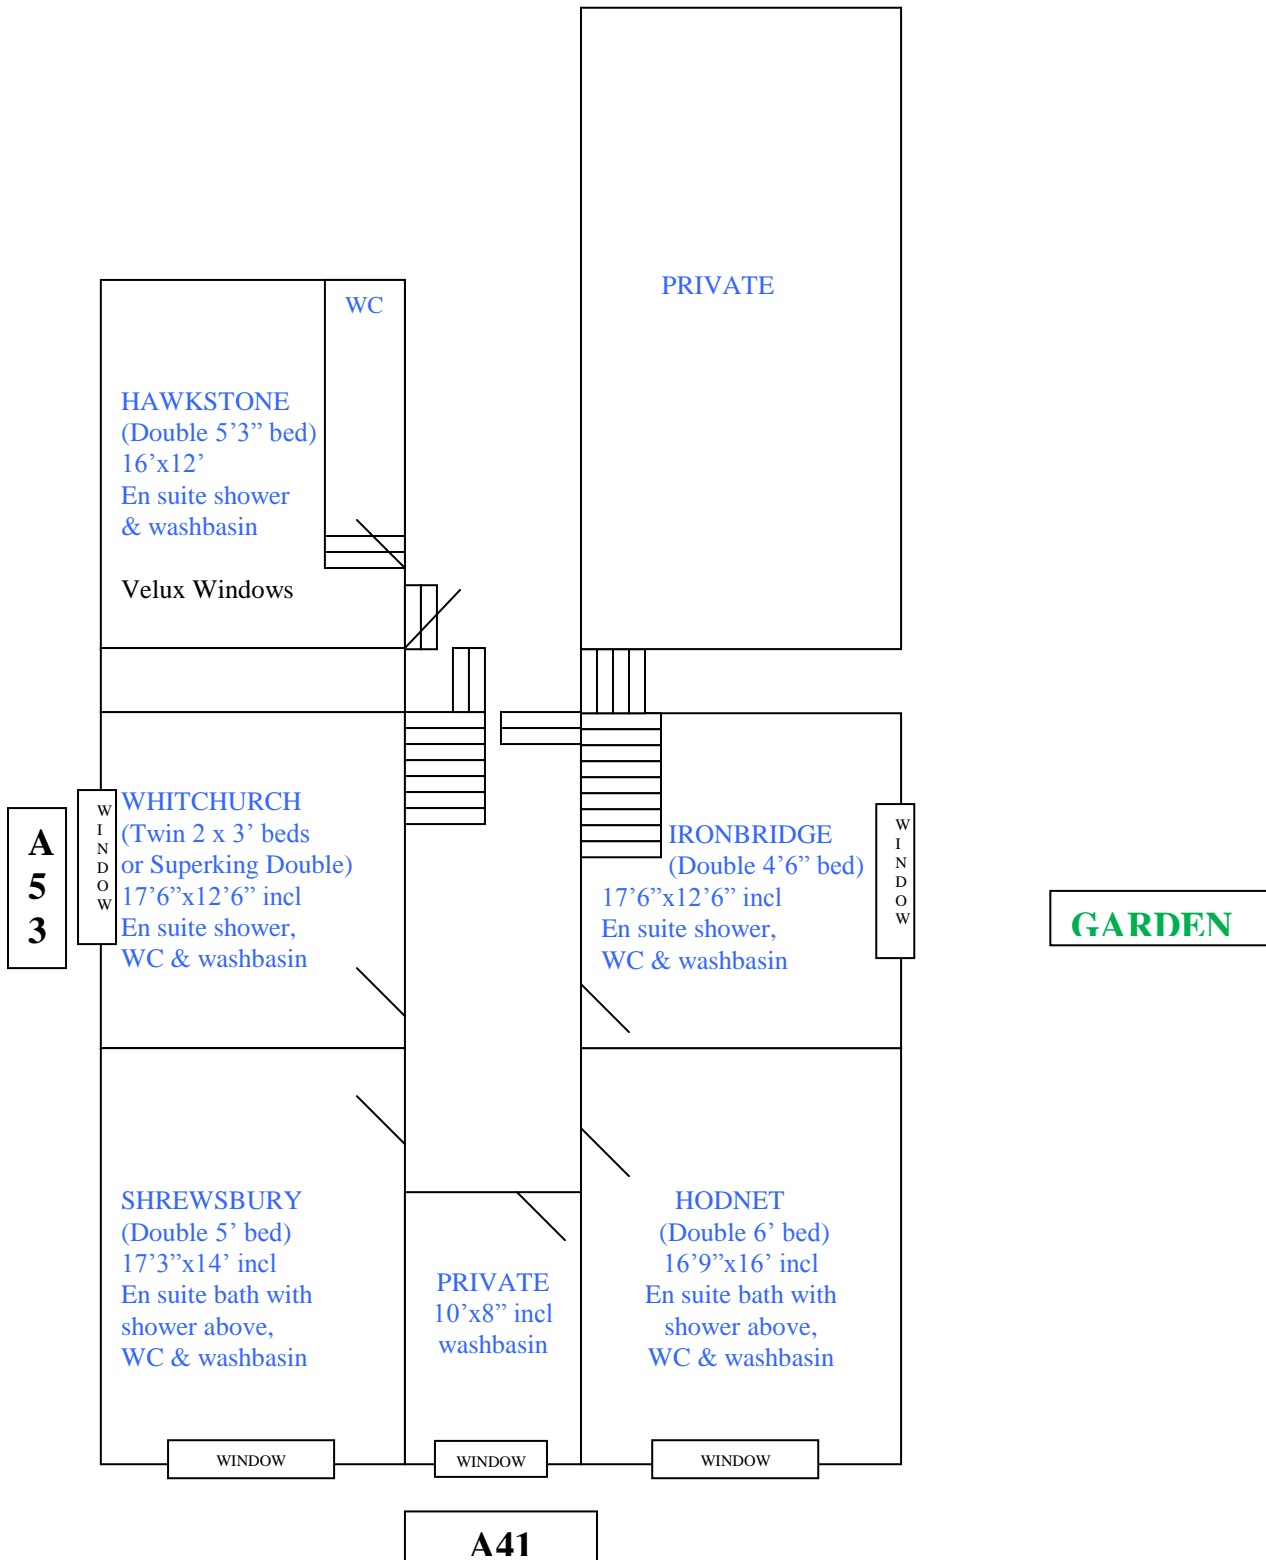 PRIVATE
WC
HAWKSTONE
(Double 5’3” bed)
16’x12’
En suite shower
& washbasin
Velux Windows
A53
WINDOW
WHITCHURCH
(Twin 2 x 3’ beds
or Superking Double)
17’6”x12’6” incl
En suite shower,
WC & washbasin
IRONBRIDGE
(Double 4’6” bed)
17’6”x12’6” incl
En suite shower,
WC & washbasin
WINDOW
GARDEN
SHREWSBURY
(Double 5’ bed)
17’3”x14’ incl
En suite bath with
shower above,
WC & washbasin
PRIVATE
10’x8” incl
washbasin
HODNET
(Double 6’ bed)
16’9”x16’ incl
En suite bath with
shower above,
WC & washbasin
WINDOW
WINDOW
WINDOW
A41